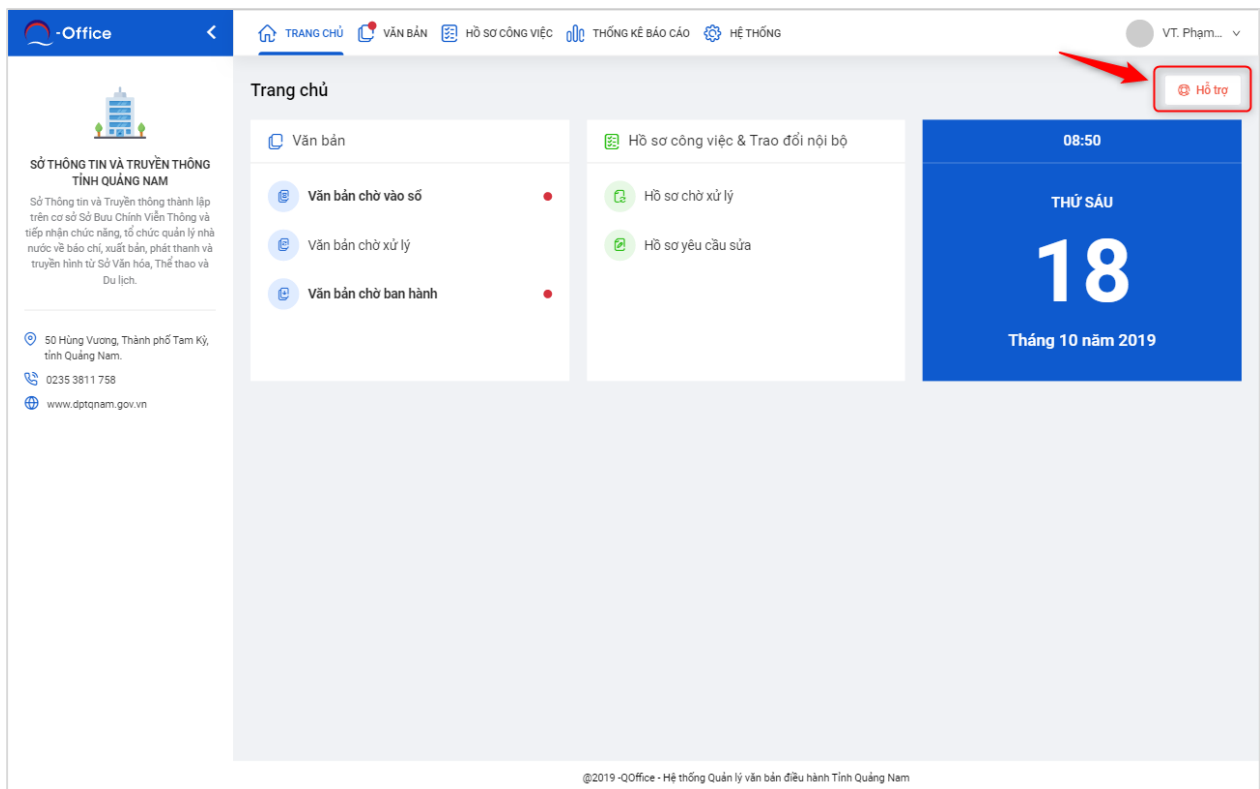 -Office
TRANG CHỦ
VĂN BẢN
HỒ SƠ CÔNG VIỆC
THỐNG KÊ BÁO CÁO
HỆ THỐNG
VT. Phạm...
Trang chủ
Hỗ trợ
SỞ THÔNG TIN VÀ TRUYỀN THÔNG
TỈNH QUẢNG NAM
Sở Thông tin và Truyền thông thành lập
trên cơ sở Sở Bưu Chính Viễn Thông và
tiếp nhận chức năng, tổ chức quản lý nhà
nước về báo chí, xuất bản, phát thanh và
truyền hình từ Sở Văn hóa, Thể thao và
Du lịch.
50 Hùng Vương, Thành phố Tam Kỳ,
tỉnh Quảng Nam.
0235 3811 758
www.dptqnam.gov.vn
Văn bản
Văn bản chờ vào sổ
Văn bản chờ xử lý
Văn bản chờ ban hành
Hồ sơ công việc & Trao đổi nội bộ
Hồ sơ chờ xử lý
Hồ sơ yêu cầu sửa
08:50
THỨ SÁU
18
Tháng 10 năm 2019
@2019 -QOffice - Hệ thống Quản lý văn bản điều hành Tỉnh Quảng Nam